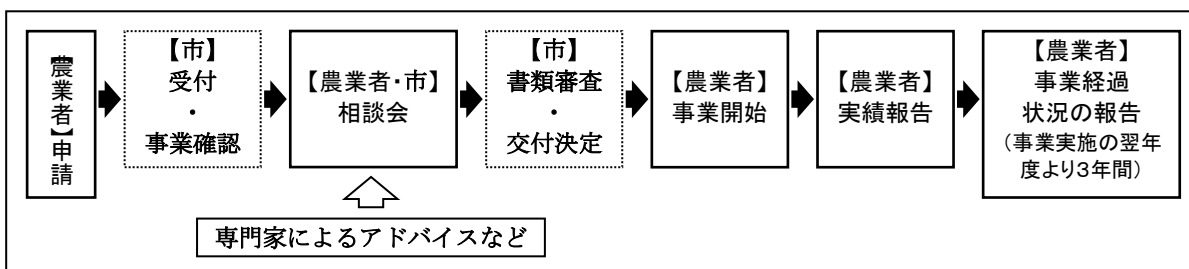 【農業者】申請
【市】
受付
・
事業確認
【農業者・市】
相談会
【市】
書類審査
・
交付決定
【農業者】
事業開始
【農業者】
実績報告
【農業者】
事業経過
状況の報告
（事業実施の翌年
度より3年間）
専門家によるアドバイスなど